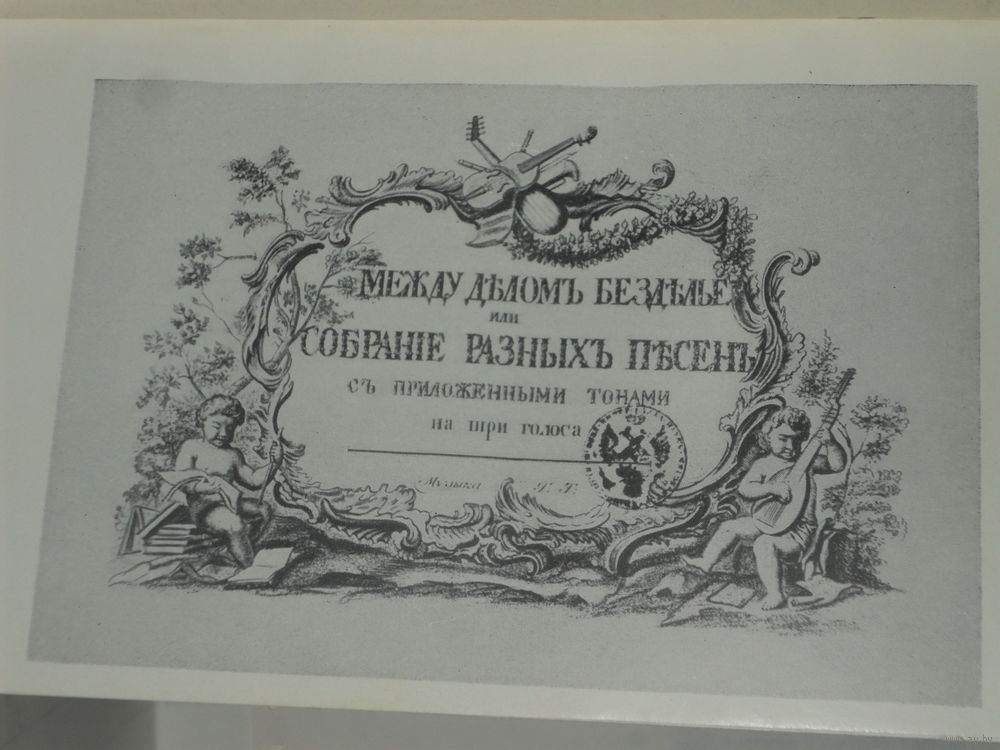 МЕЖДУ ДѢЛОМЪ БЕЗДѢЛЬЕ
или
СОБРАНІЕ РАЗНЫХЪ ПѢСЕНЪ
СЪ ПРИЛОЖЕННЫМИ ТОНАМИ
на три голоса
Музыка Г. Т.